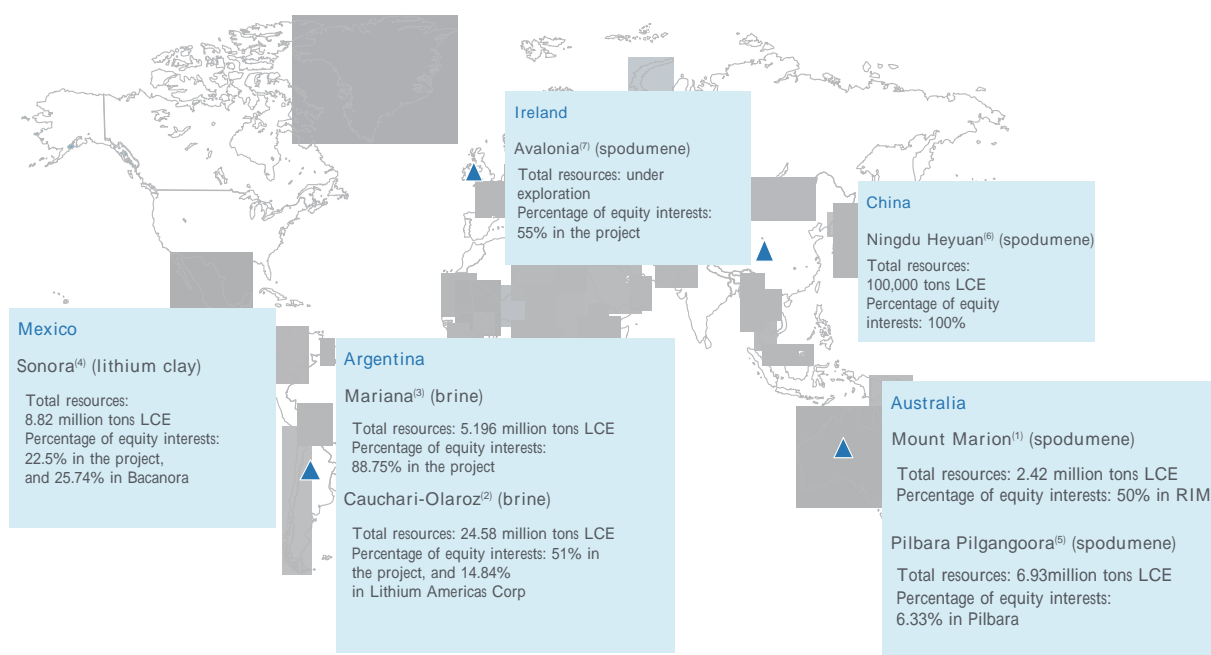 Ireland
Avalonia(7) (spodumene)
Total resources: under
exploration
Percentage of equity interests:
55% in the project
China
Ningdu Heyuan(6) (spodumene)
Total resources:
100,000 tons LCE
Percentage of equity
interests: 100%
Mexico
Sonora(4) (lithium clay)
Total resources:
8.82 million tons LCE
Percentage of equity interests:
22.5% in the project,
and 25.74% in Bacanora
Argentina
Mariana(3) (brine)
Total resources: 5.196 million tons LCE
Percentage of equity interests:
88.75% in the project
Cauchari-Olaroz(2) (brine)
Total resources: 24.58 million tons LCE
Percentage of equity interests: 51% in
the project, and 14.84%
in Lithium Americas Corp
Australia
Mount Marion(1) (spodumene)
Total resources: 2.42 million tons LCE
Percentage of equity interests: 50% in RIM
Pilbara Pilgangoora(5) (spodumene)
Total resources: 6.93million tons LCE
Percentage of equity interests:
6.33% in Pilbara